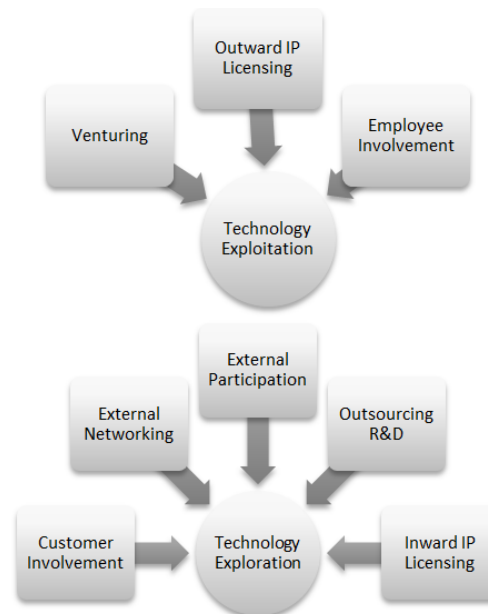 Outward IP
Licensing
Venturing
Employee
Involvement
Technology
Exploitation
External
Participation
External
Networking
Outsourcing
R&D
Customer
Involvement
Technology
Exploration
Inward IP
Licensing